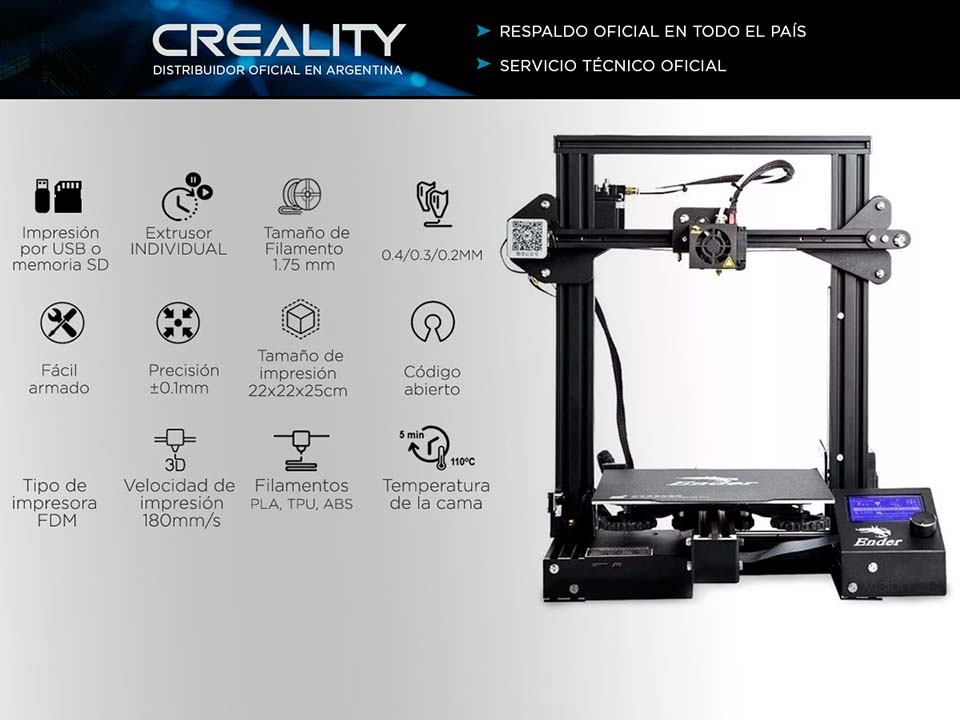 CREALITY
DISTRIBUIDOR OFICIAL EN ARGENTINA
RESPALDO OFICIAL EN TODO EL PAÍS
SERVICIO TÉCNICO OFICIAL
Impresión
por USB o
memoria SD
Extrusor
INDIVIDUAL
Tamaño de
Filamento
1.75 mm
0.4/0.3/0.2MM
Fácil
armado
Precisión
±0.1mm
Tamaño de
impresión
22x22x25cm
Código
abierto
Tipo de
impresora
FDM
3D
Velocidad de
impresión
180mm/s
Filamentos
PLA, TPU, ABS
5 min
110ºC
Temperatura
de la cama
Ender
Ender